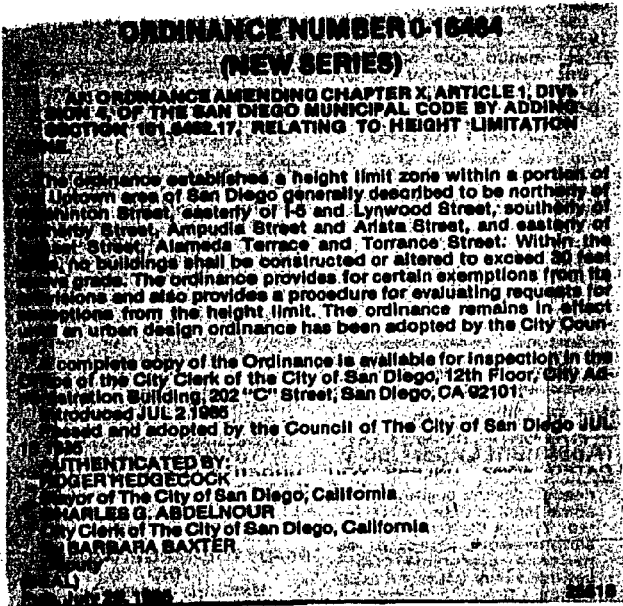 ORDINANCE NUMBER 0-16464
(NEW SERIES)
AN ORDINANCE AMENDING CHAPTER X, ARTICLE 1, DIVI-
SION 4, OF THE SAN DIEGO MUNICIPAL CODE BY ADDING
SECTION RELATING TO HEIGHT LIMITATION
The ordinance establishes a height limit zone within a portion of
Uptown area of San Diego generally described to be northerly of
Street, easterly of I-5 and Lynwood Street, southerly of
Street, Ampudia Street and Arista Street, and easterly of
Street, Alameda Terrace and Torrance Street. Within the
no buildings shall be constructed or altered to exceed 30 feet
grade. The ordinance provides for certain exemptions from its
and also provides a procedure for evaluating requests for
from the height limit. The ordinance remains in effect
an urban design ordinance has been adopted by the City Coun-
complete copy of the Ordinance is available for inspection in the
of the City Clerk of the City of San Diego, 12th Floor, City Ad-
Building, 202 "C" Street, San Diego, CA 92101.
Introduced JUL 2 1985
and adopted by the Council of The City of San Diego JUL
AUTHENTICATED BY:
ROGER HEDGECOCK
Mayor of The City of San Diego, California
CHARLES G. ABDELNOUR
City Clerk of The City of San Diego, California
BARBARA BAXTER